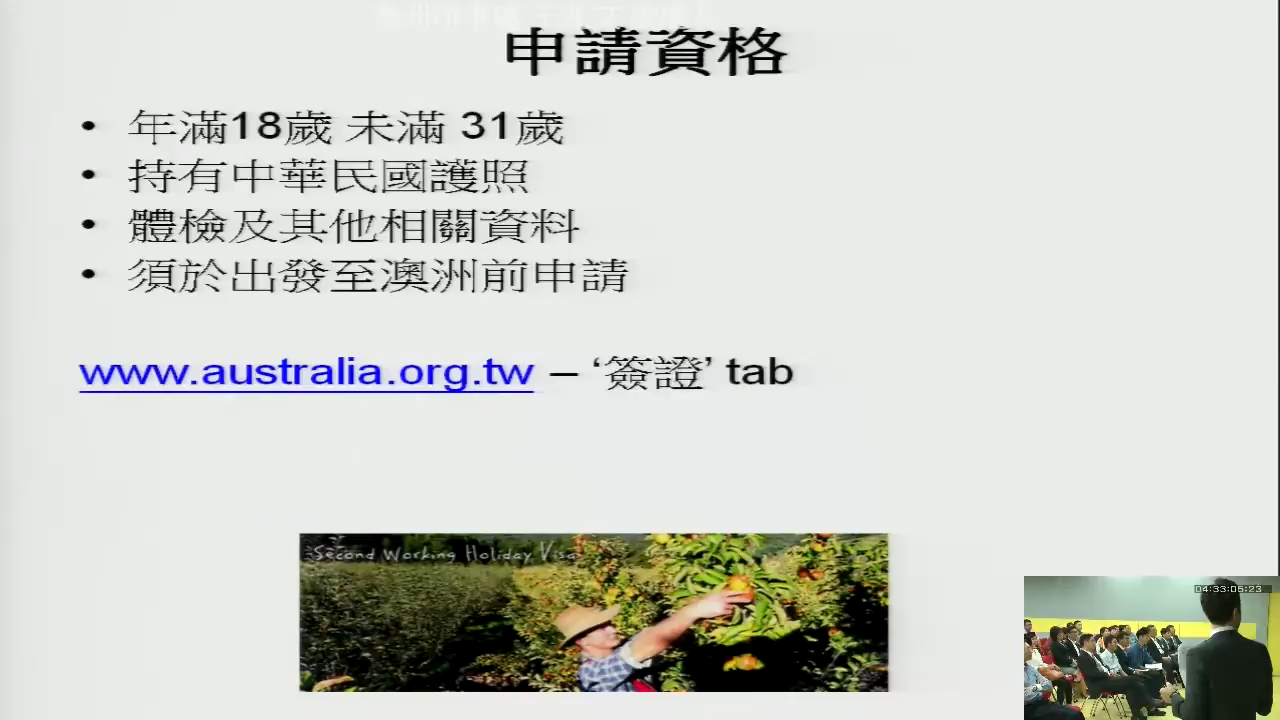 申請資格
• 年滿18歲 未滿 31歲
• 持有中華民國護照
• 體檢及其他相關資料
• 須於出發至澳洲前申請
www.australia.org.tw – ‘簽證’ tab
Second Working Holiday Visa
04:33:05:23